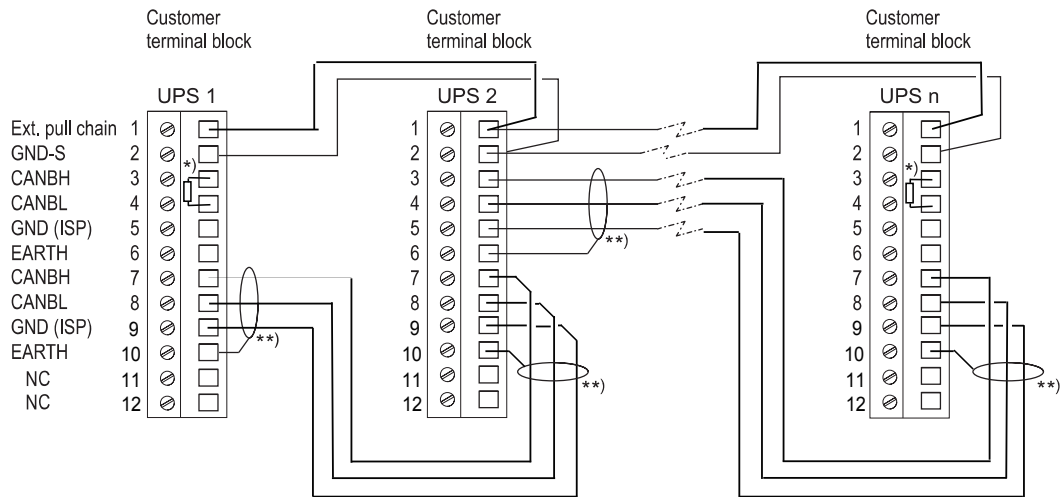 Customer
terminal block
Customer
terminal block
Customer
terminal block
UPS 1
UPS 2
UPS n
Ext. pull chain 1
GND-S 2
CANBH 3
CANBL 4
GND (ISP) 5
EARTH 6
CANBH 7
CANBL 8
GND (ISP) 9
EARTH 10
NC 11
NC 12
*)
**)
1
2
3
4
5
6
7
8
9
10
11
12
**)
**)
1
2
3
4
5
6
7
8
9
10
11
12
*)
**)